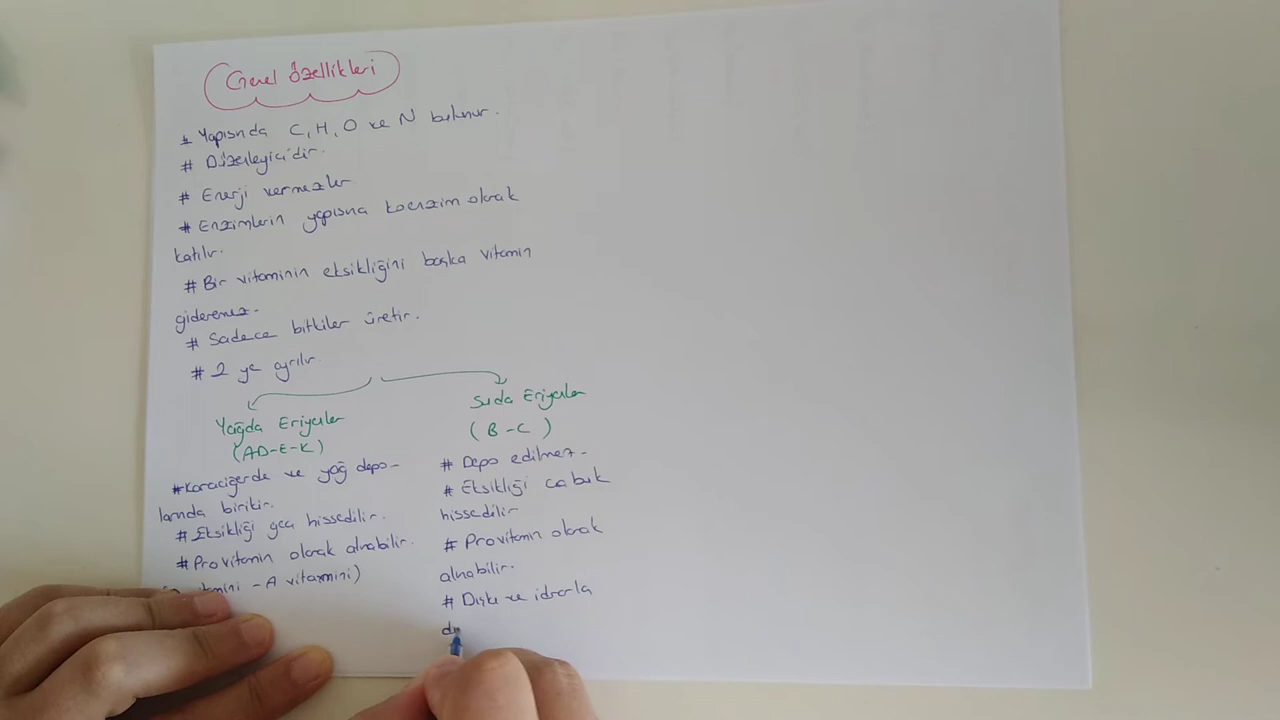 Genel özellikleri
* Yapısında C, H, O ve N bulunur.
# Düzenleyicidir.
# Enerji vermezler
# Enzimlerin yapısına koenzim olarak
katılır.
# Bir vitaminin eksikliğini başka vitamin
gideremez.
# Sadece bitkiler üretir.
# 2 ye ayrılır.
Yağda Eriyenler
(AD-E-K)
# Karaciğerde ve yağ depo-
larında birikir.
# Eksikliği geç hissedilir.
# Provitamin olarak alınabilir.
- A vitamini)
Suda Eriyenler
( B - C )
# Depo edilmez.
# Eksikliği çabuk
hissedilir
# Provitamin olarak
alınabilir.
# Dışkı ve idrarla